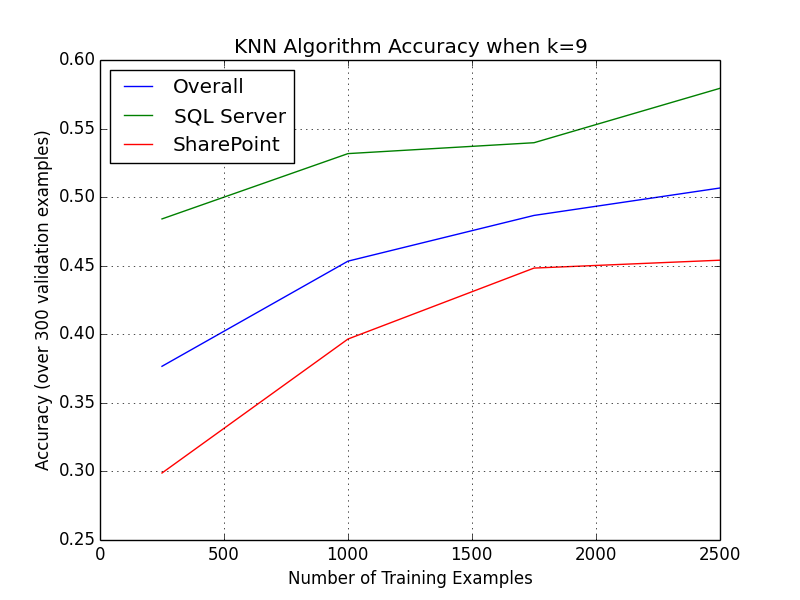 KNN Algorithm Accuracy when k=9
Overall
SQL Server
SharePoint
0.60
0.55
0.50
0.45
0.40
0.35
0.30
0.25
Accuracy (over 300 validation examples)
0 500 1000 1500 2000 2500
Number of Training Examples